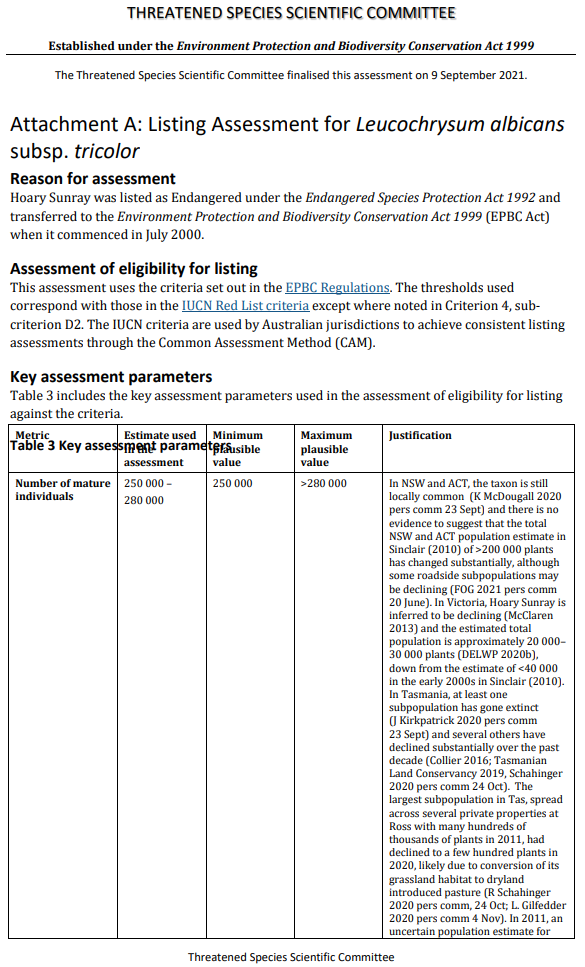 THREATENED SPECIES SCIENTIFIC COMMITTEE
Established under the Environment Protection and Biodiversity Conservation Act 1999
The Threatened Species Scientific Committee finalised this assessment on 9 September 2021.
Attachment A: Listing Assessment for Leucochrysum albicans
subsp. tricolor
Reason for assessment
Hoary Sunray was listed as Endangered under the Endangered Species Protection Act 1992 and
transferred to the Environment Protection and Biodiversity Conservation Act 1999 (EPBC Act)
when it commenced in July 2000.
Assessment of eligibility for listing
This assessment uses the criteria set out in the EPBC Regulations. The thresholds used
correspond with those in the IUCN Red List criteria except where noted in Criterion 4, sub-
criterion D2. The IUCN criteria are used by Australian jurisdictions to achieve consistent listing
assessments through the Common Assessment Method (CAM).
Key assessment parameters
Table 3 includes the key assessment parameters used in the assessment of eligibility for listing
against the criteria.
Table 3 Key assessment parameters
Metric
Estimate used
in the
assessment
Minimum
plausible
value
Maximum
plausible
value
Justification
Number of mature
individuals
250 000 –
280 000
250 000
>280 000
In NSW and ACT, the taxon is still
locally common (K McDougall 2020
pers comm 23 Sept) and there is no
evidence to suggest that the total
NSW and ACT population estimate in
Sinclair (2010) of >200 000 plants
has changed substantially, although
some roadside subpopulations may
be declining (FOG 2021 pers comm
20 June). In Victoria, Hoary Sunray is
inferred to be declining (McClaren
2013) and the estimated total
population is approximately 20 000–
30 000 plants (DELWP 2020b),
down from the estimate of <40 000
in the early 2000s in Sinclair (2010).
In Tasmania, at least one
subpopulation has gone extinct
(J Kirkpatrick 2020 pers comm
23 Sept) and several others have
declined substantially over the past
decade (Collier 2016; Tasmanian
Land Conservancy 2019, Schahinger
2020 pers comm 24 Oct). The
largest subpopulation in Tas, spread
across several private properties at
Ross with many hundreds of
thousands of plants in 2011, had
declined to a few hundred plants in
2020, likely due to conversion of its
grassland habitat to dryland
introduced pasture (R Schahinger
2020 pers comm, 24 Oct; L. Gilfedder
2020 pers comm 4 Nov). In 2011, an
uncertain population estimate for
Threatened Species Scientific Committee